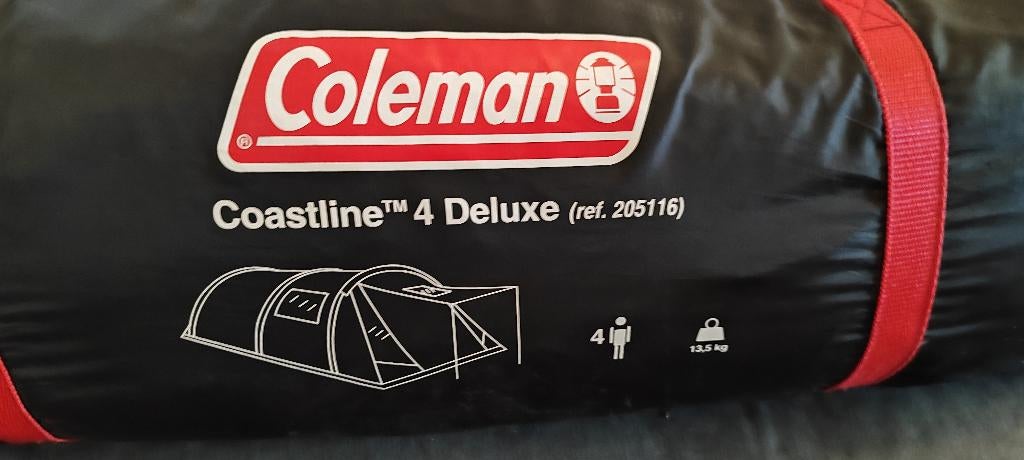 Coleman
®
Coastline™ 4 Deluxe (ref. 205116)
4
13,5 kg